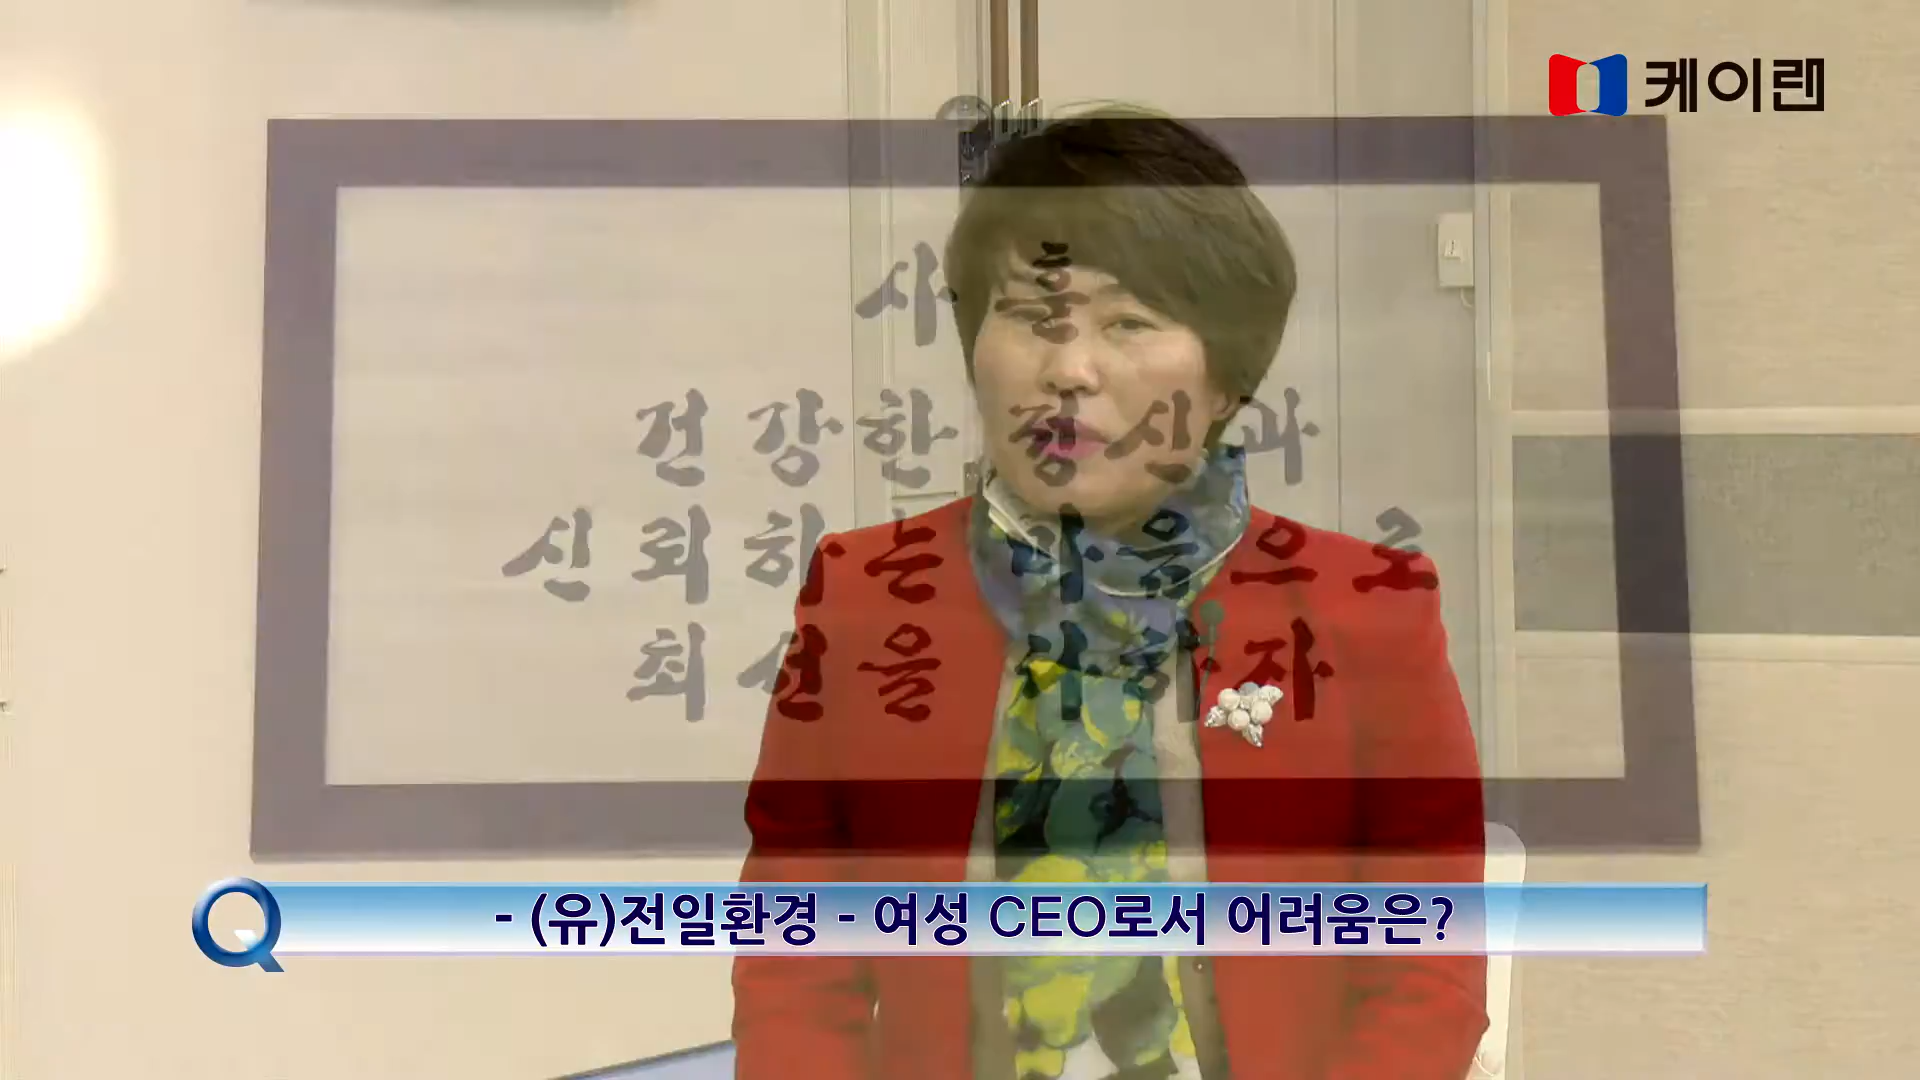 케이랜
사훈
건강한 정신과
신뢰하는 마음으로
최선을 다하자
Q - (유)전일환경 - 여성 CEO로서 어려움은?